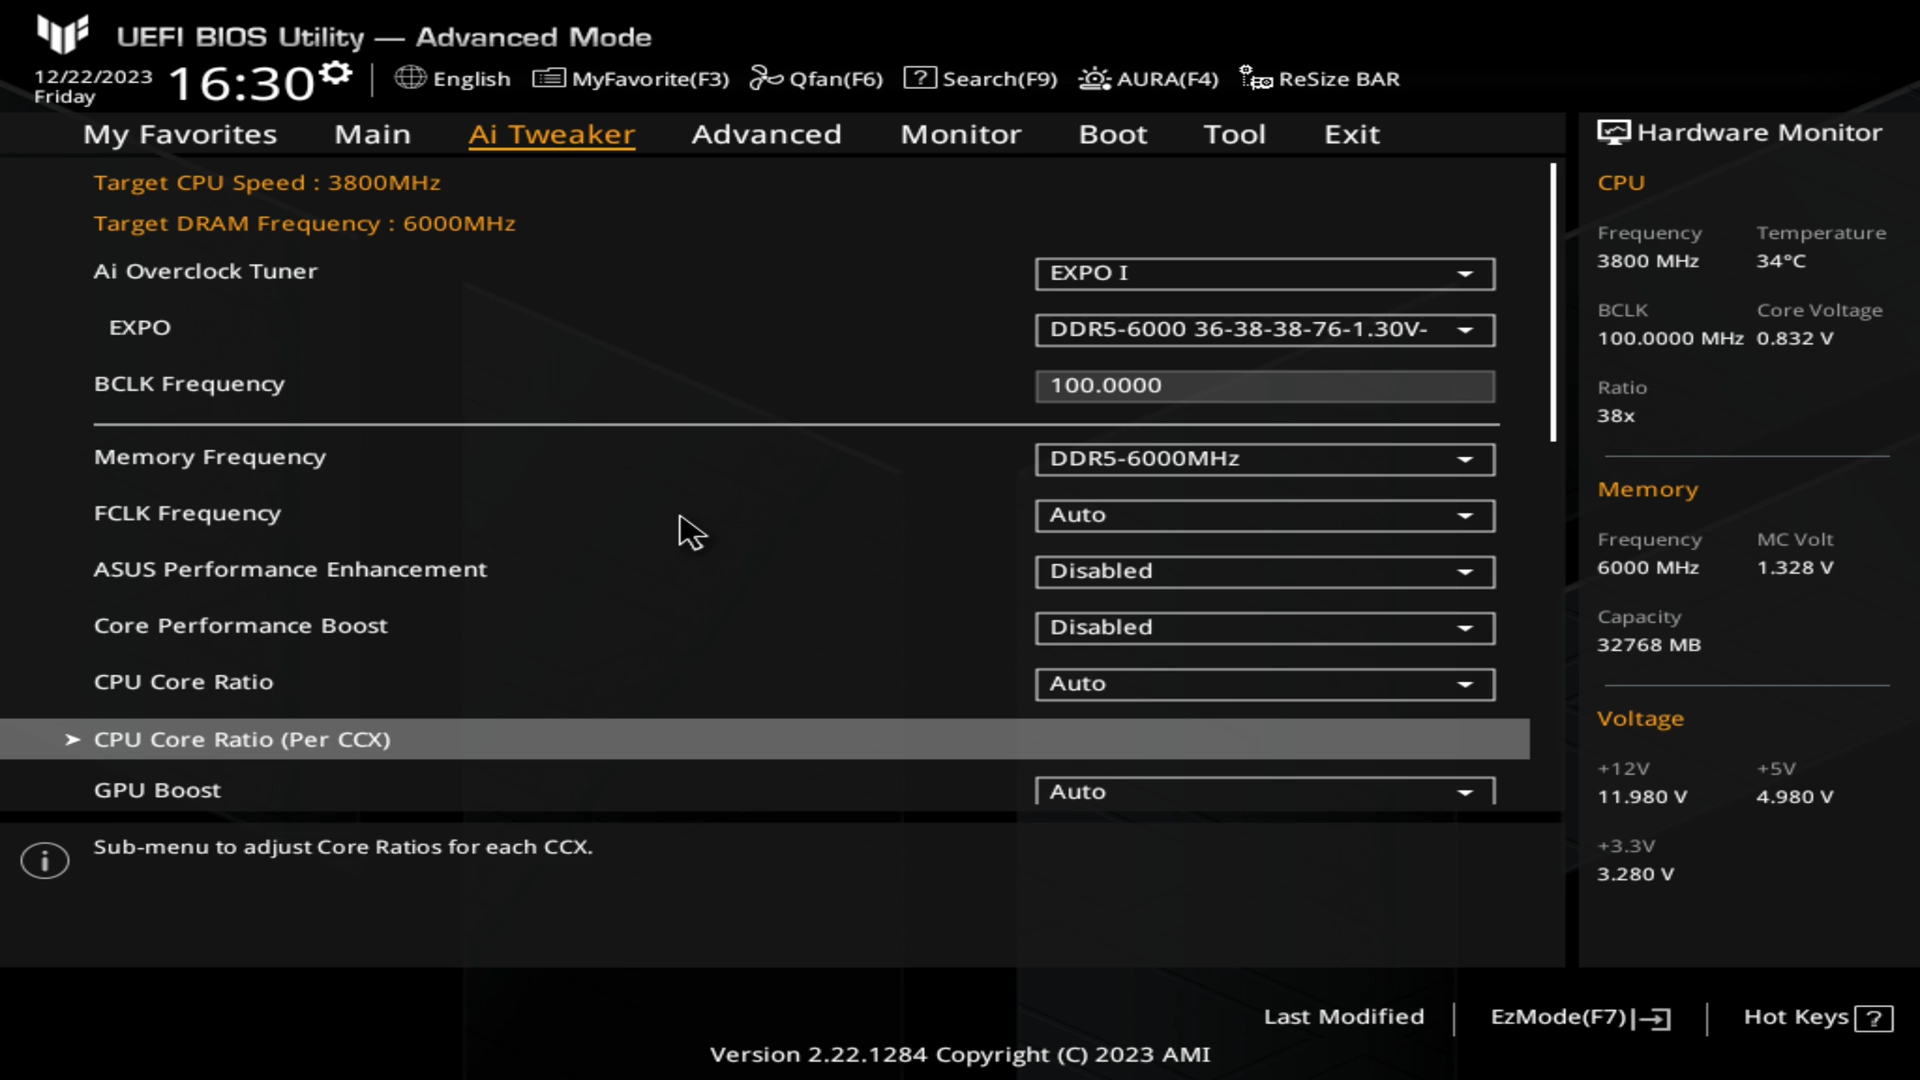 UEFI BIOS Utility — Advanced Mode
12/22/2023
Friday
16:30
English
MyFavorite(F3)
Qfan(F6)
? Search(F9)
AURA(F4)
ReSize BAR
My Favorites
Main
Ai Tweaker
Advanced
Monitor
Boot
Tool
Exit
Target CPU Speed : 3800MHz
Target DRAM Frequency : 6000MHz
Ai Overclock Tuner
EXPO I
EXPO
DDR5-6000 36-38-38-76-1.30V-
BCLK Frequency
100.0000
Memory Frequency
DDR5-6000MHz
FCLK Frequency
Auto
ASUS Performance Enhancement
Disabled
Core Performance Boost
Disabled
CPU Core Ratio
Auto
CPU Core Ratio (Per CCX)
GPU Boost
Auto
Sub-menu to adjust Core Ratios for each CCX.
Hardware Monitor
CPU
Frequency Temperature
3800 MHz 34°C
BCLK Core Voltage
100.0000 MHz 0.832 V
Ratio
38x
Memory
Frequency MC Volt
6000 MHz 1.328 V
Capacity
32768 MB
Voltage
+12V +5V
11.980 V 4.980 V
+3.3V
3.280 V
Last Modified
EzMode(F7)
Hot Keys ?
Version 2.22.1284 Copyright (C) 2023 AMI